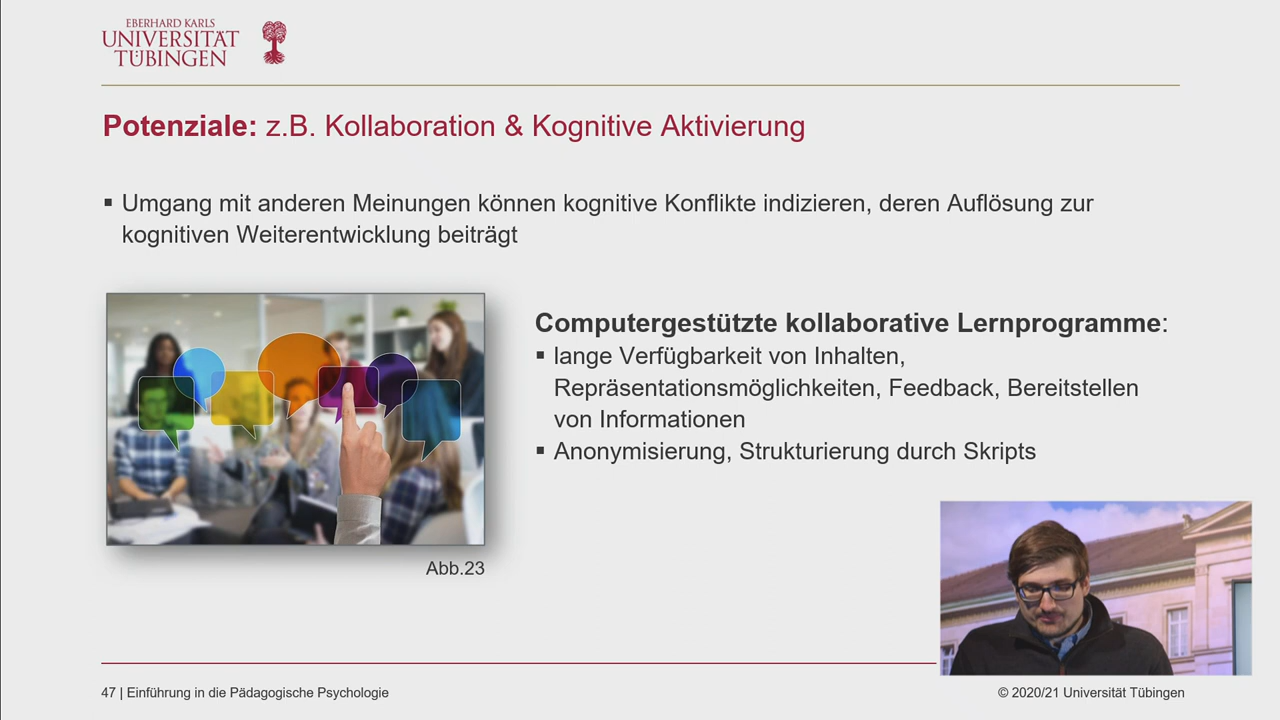 EBERHARD KARLS
UNIVERSITÄT
TÜBINGEN
Potenziale: z.B. Kollaboration & Kognitive Aktivierung
▪ Umgang mit anderen Meinungen können kognitive Konflikte indizieren, deren Auflösung zur
kognitiven Weiterentwicklung beiträgt
Computergestützte kollaborative Lernprogramme:
▪ lange Verfügbarkeit von Inhalten,
Repräsentationsmöglichkeiten, Feedback, Bereitstellen
von Informationen
▪ Anonymisierung, Strukturierung durch Skripts
Abb.23
47 | Einführung in die Pädagogische Psychologie
© 2020/21 Universität Tübingen